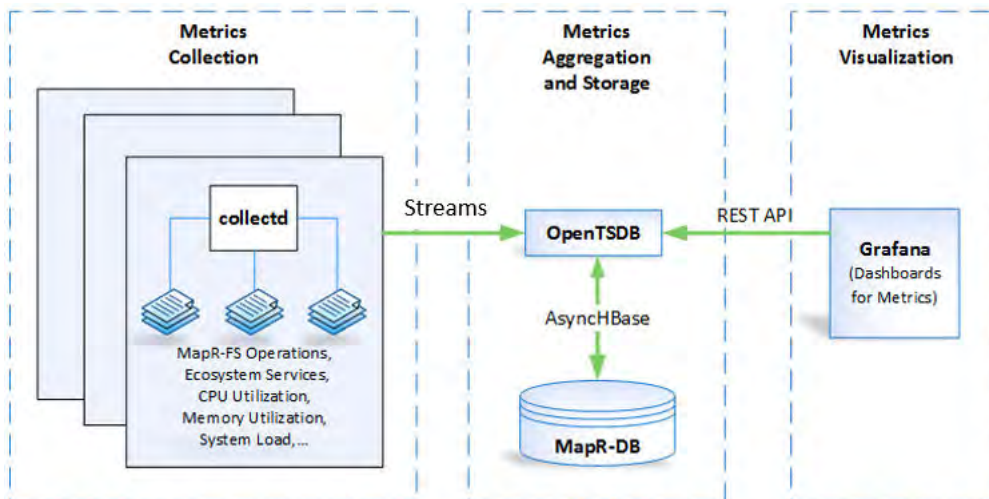 Metrics
Collection
collectd
MapR-FS Operations,
Ecosystem Services,
CPU Utilization,
Memory Utilization,
System Load,...
Streams
Metrics
Aggregation
and Storage
OpenTSDB
AsyncHBase
MapR-DB
REST API
Metrics
Visualization
Grafana
(Dashboards
for Metrics)